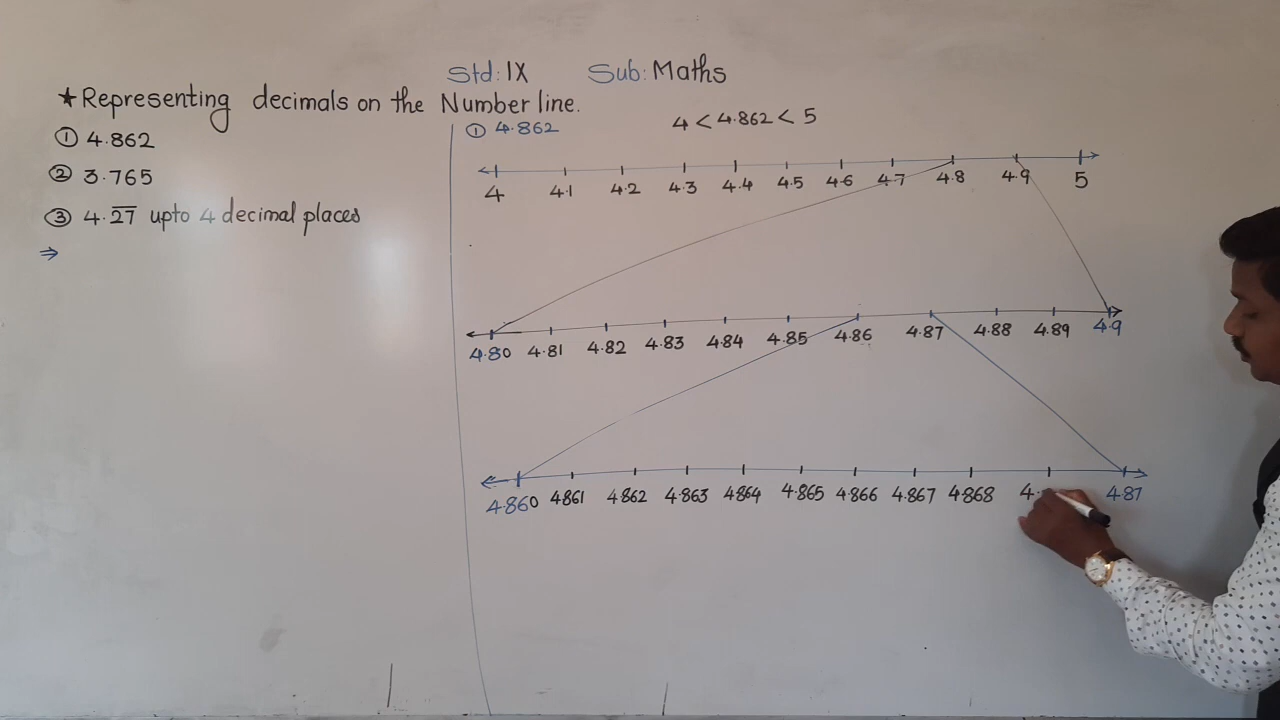 Std: IX Sub: Maths
★ Representing decimals on the Number line.
① 4.862
② 3.765
③ 4.2̅7̅ upto 4 decimal places
⇒
① 4.862 4 < 4.862 < 5
4 4.1 4.2 4.3 4.4 4.5 4.6 4.7 4.8 4.9 5
4.80 4.81 4.82 4.83 4.84 4.85 4.86 4.87 4.88 4.89 4.9
4.860 4.861 4.862 4.863 4.864 4.865 4.866 4.867 4.868 4. 4.87